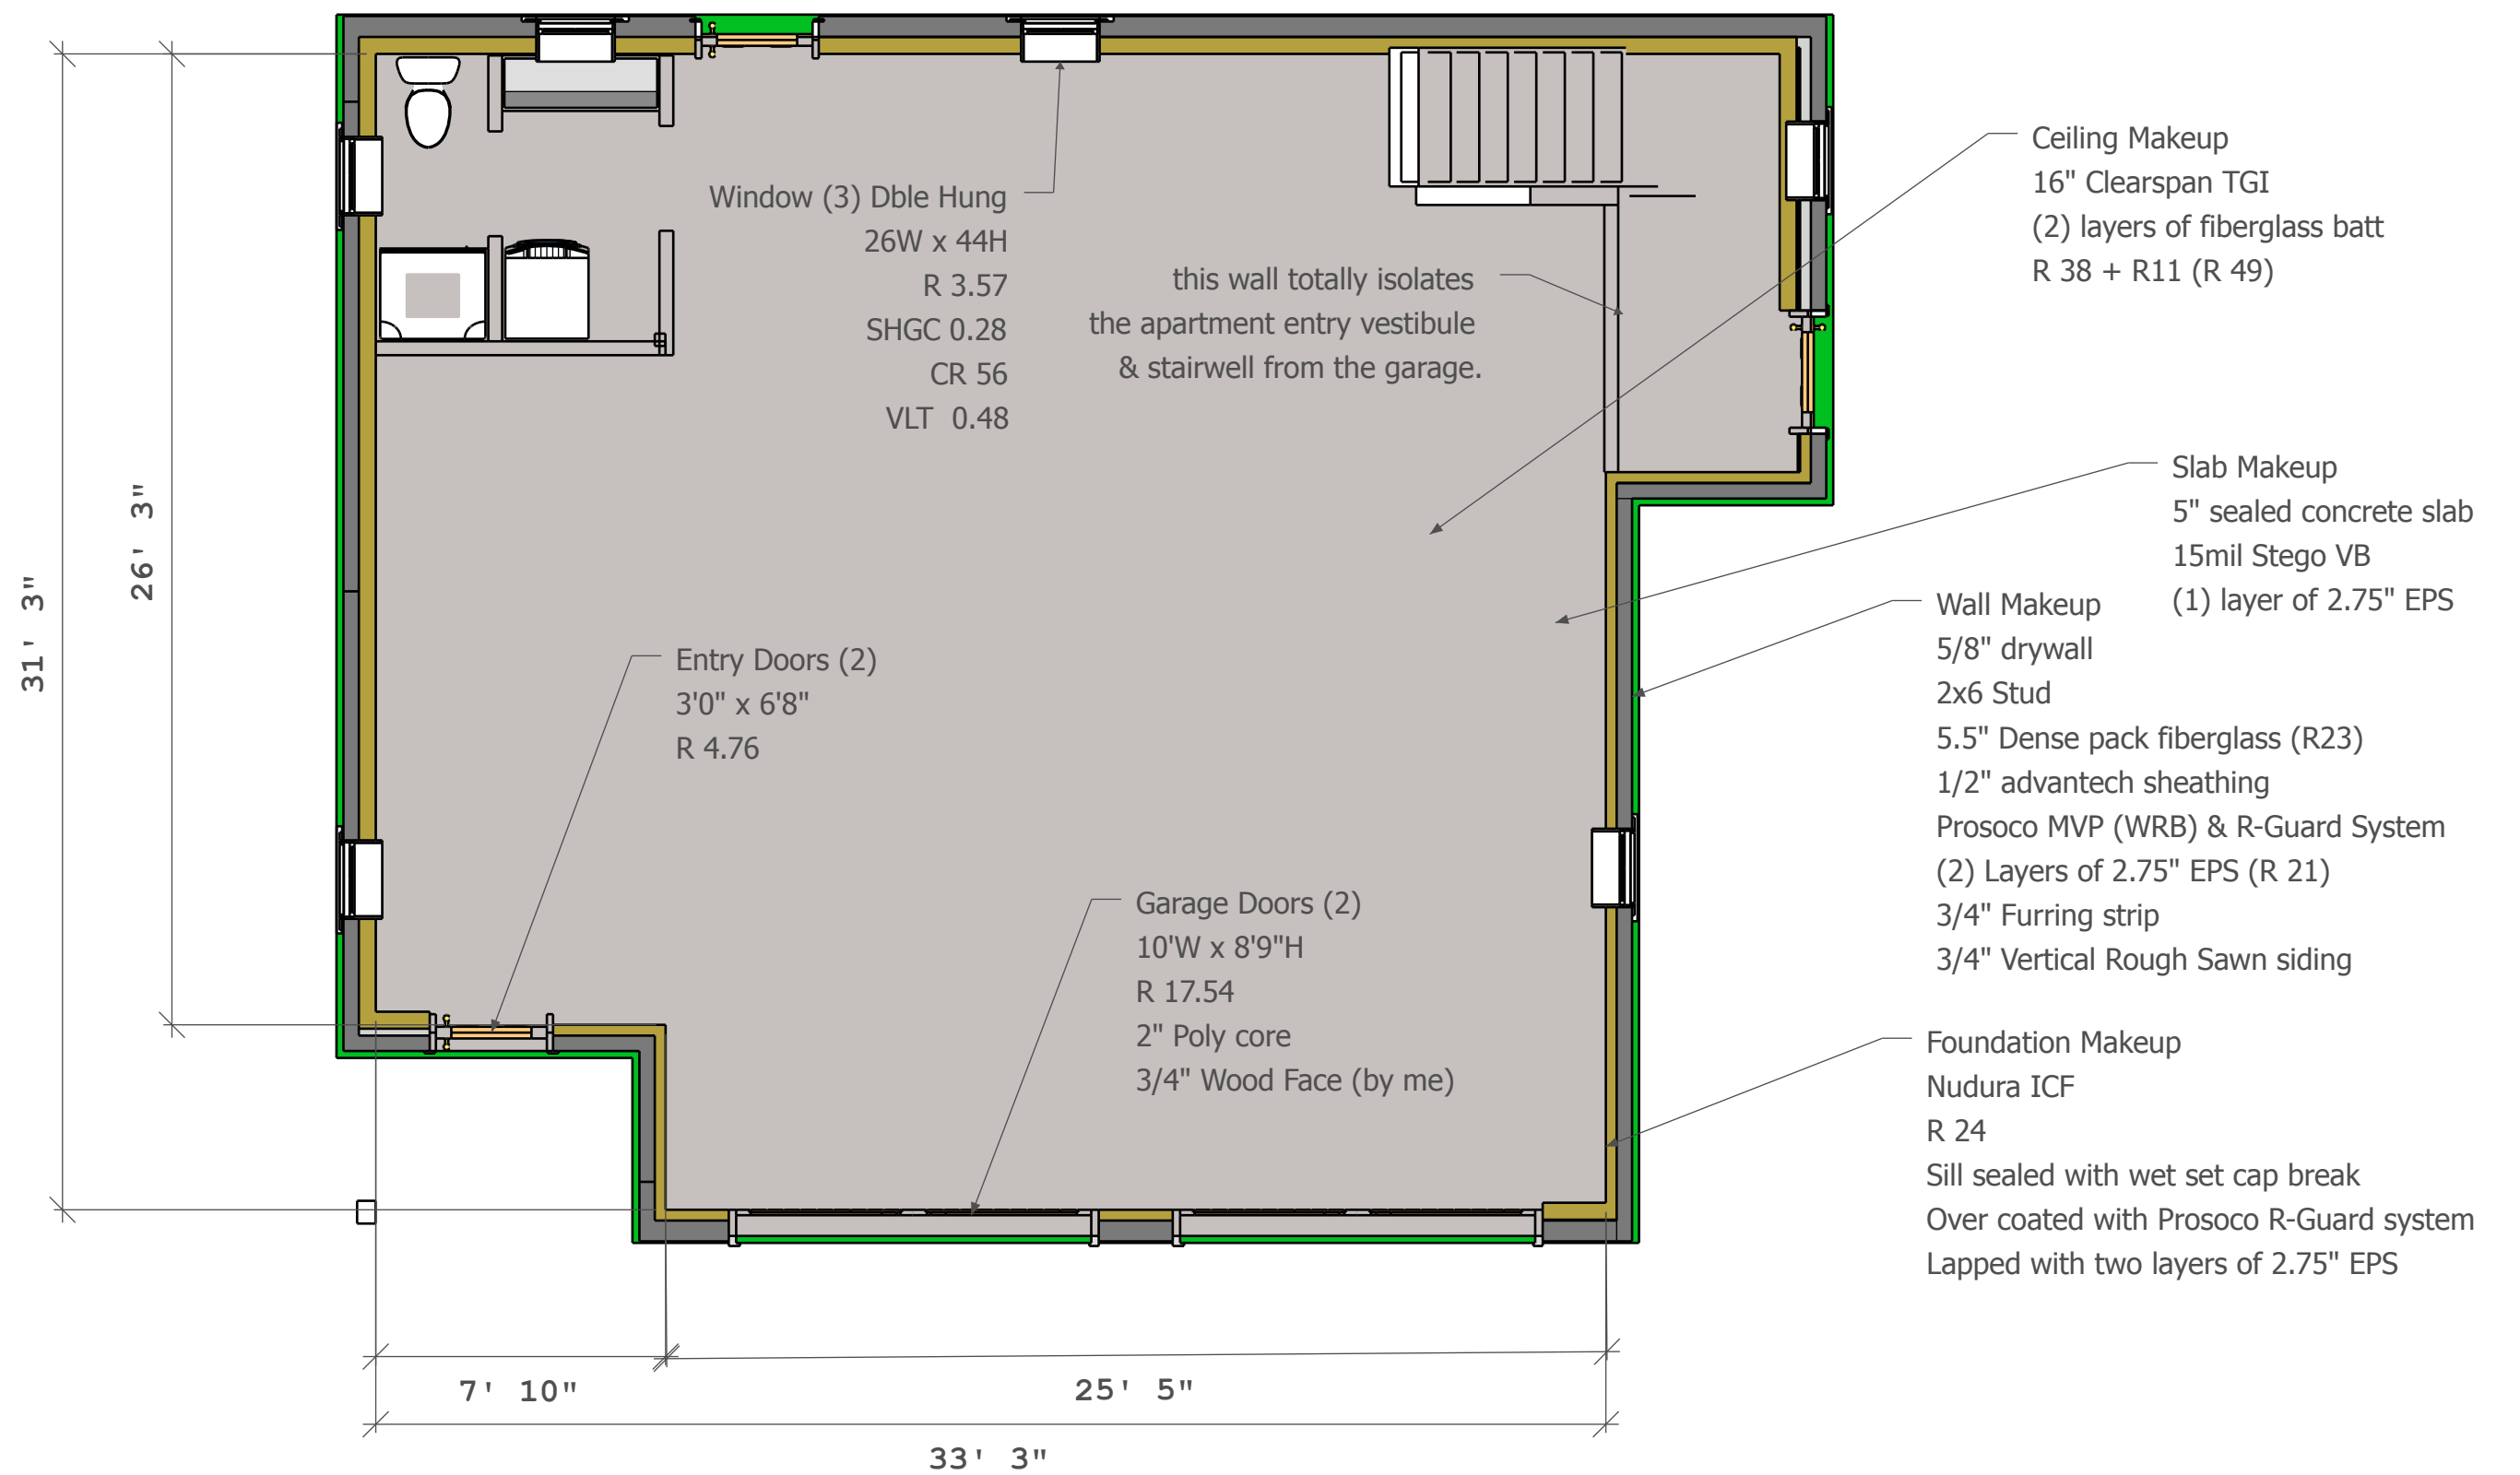 Ceiling Makeup
16" Clearspan TGI
(2) layers of fiberglass batt
R 38 + R11 (R 49)
Window (3) Dble Hung
26W x 44H
R 3.57
SHGC 0.28
CR 56
VLT 0.48
this wall totally isolates
the apartment entry vestibule
& stairwell from the garage.
Slab Makeup
5" sealed concrete slab
15mil Stego VB
(1) layer of 2.75" EPS
Wall Makeup
5/8" drywall
2x6 Stud
5.5" Dense pack fiberglass (R23)
1/2" advantech sheathing
Prosoco MVP (WRB) & R-Guard System
(2) Layers of 2.75" EPS (R 21)
3/4" Furring strip
3/4" Vertical Rough Sawn siding
31' 3"
26' 3"
Entry Doors (2)
3'0" x 6'8"
R 4.76
Garage Doors (2)
10'W x 8'9"H
R 17.54
2" Poly core
3/4" Wood Face (by me)
Foundation Makeup
Nudura ICF
R 24
Sill sealed with wet set cap break
Over coated with Prosoco R-Guard system
Lapped with two layers of 2.75" EPS
7' 10"
25' 5"
33' 3"